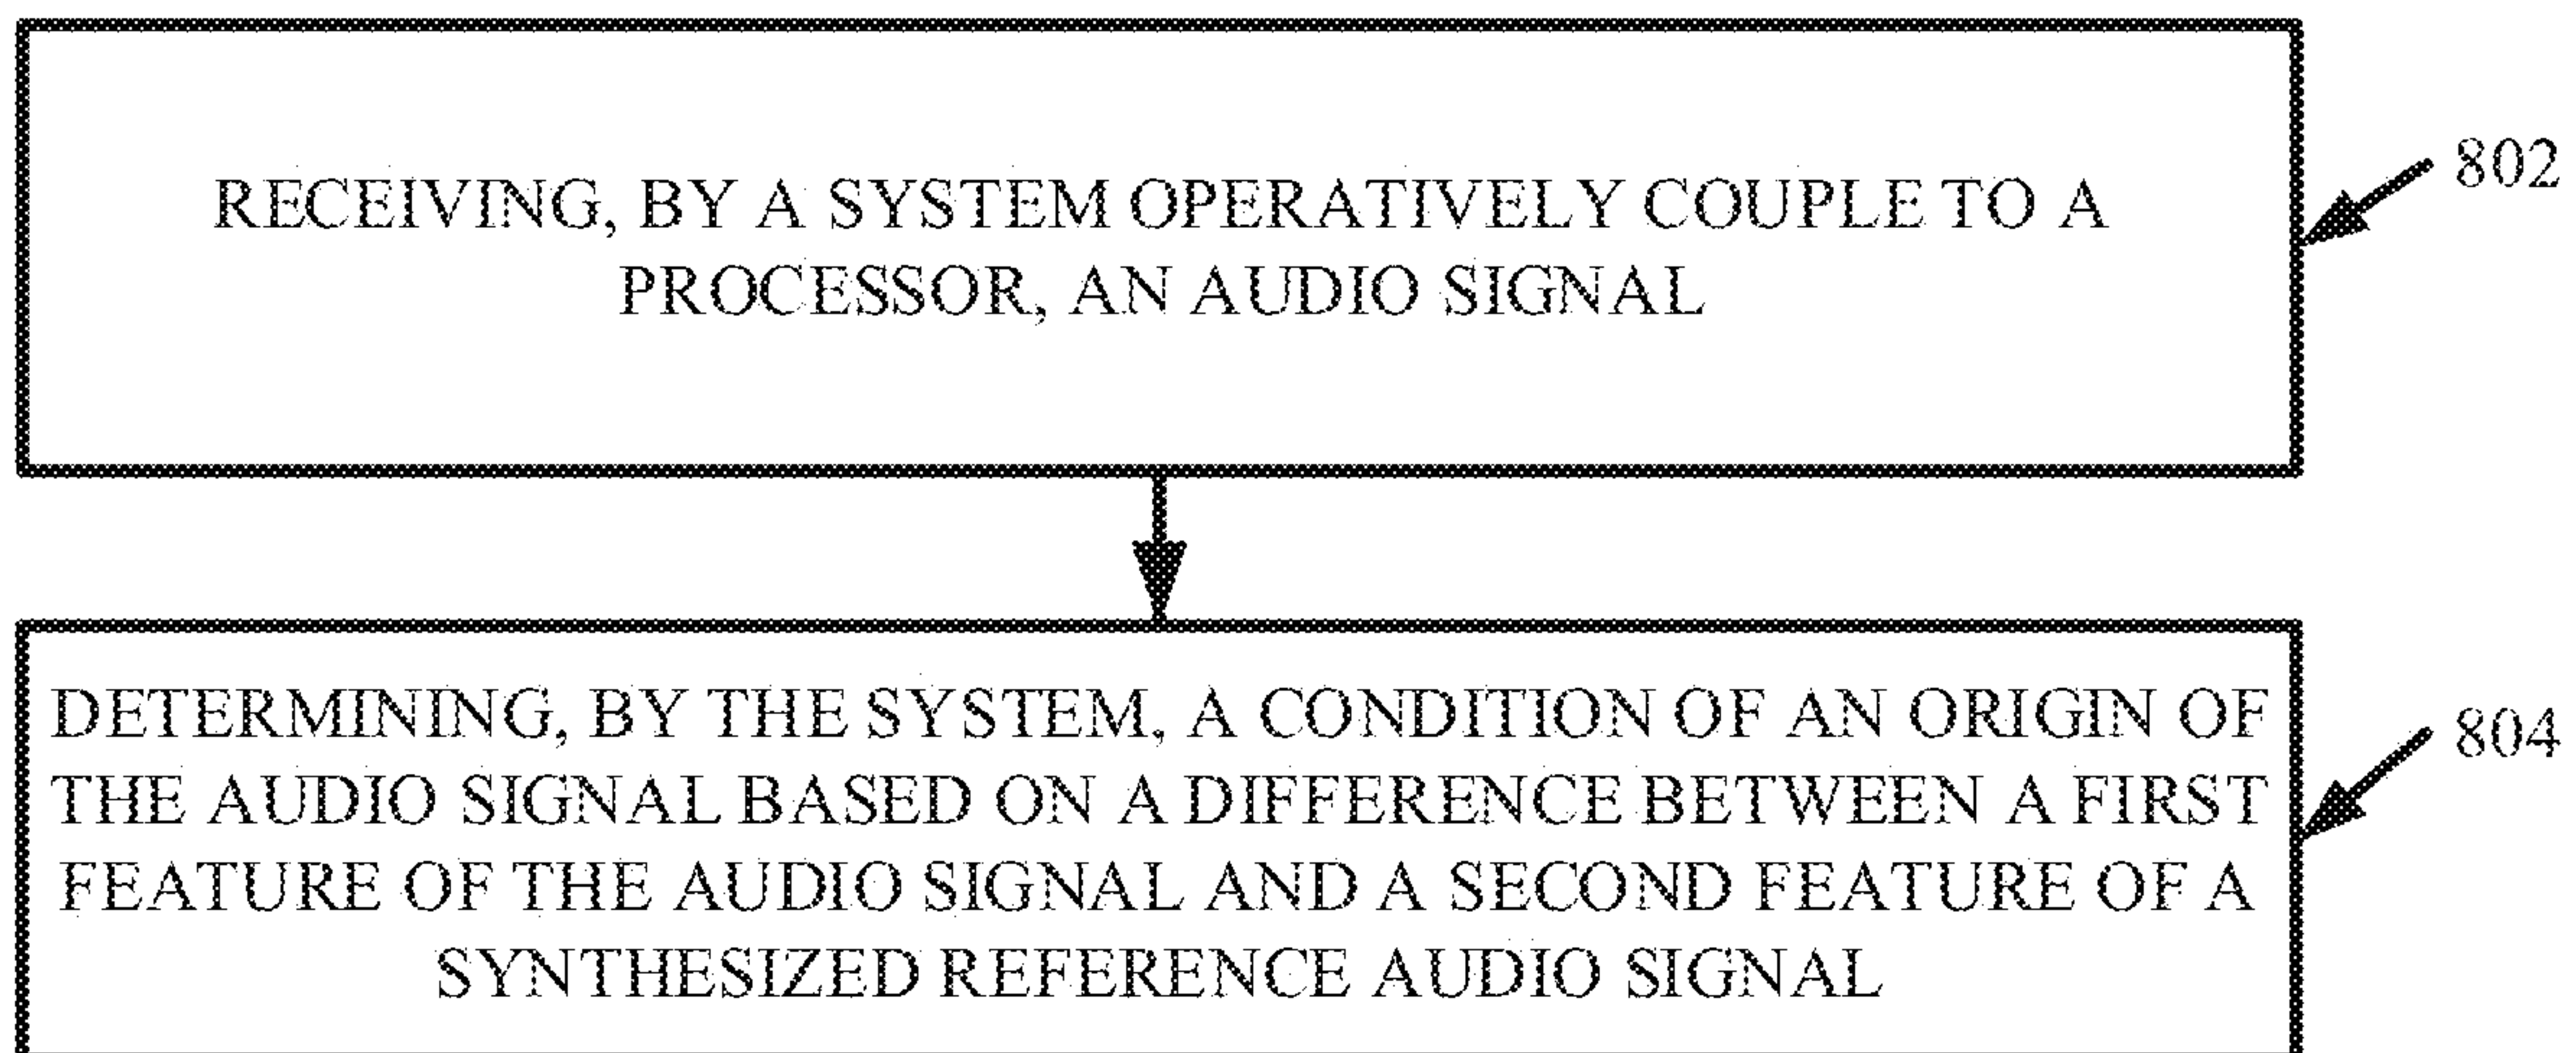 RECEIVING, BY A SYSTEM OPERATIVELY COUPLE TO A
PROCESSOR, AN AUDIO SIGNAL
802
DETERMINING, BY THE SYSTEM, A CONDITION OF AN ORIGIN OF
THE AUDIO SIGNAL BASED ON A DIFFERENCE BETWEEN A FIRST
FEATURE OF THE AUDIO SIGNAL AND A SECOND FEATURE OF A
SYNTHESIZED REFERENCE AUDIO SIGNAL
804